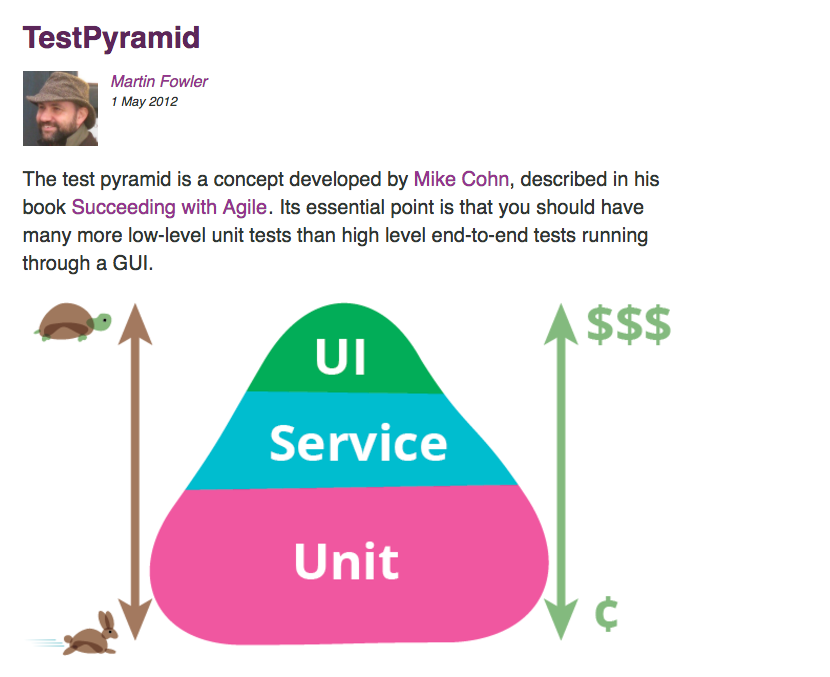 TestPyramid
Martin Fowler
1 May 2012
The test pyramid is a concept developed by Mike Cohn, described in his
book Succeeding with Agile. Its essential point is that you should have
many more low-level unit tests than high level end-to-end tests running
through a GUI.
$$$
UI
Service
Unit
¢